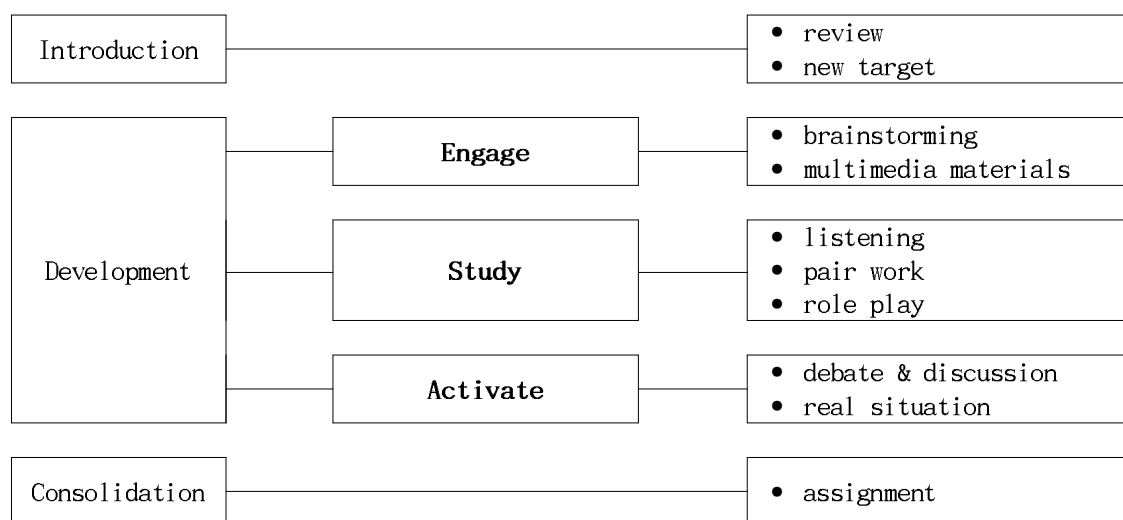 Introduction
• review
• new target
Development
Engage
• brainstorming
• multimedia materials
Study
• listening
• pair work
• role play
Activate
• debate & discussion
• real situation
Consolidation
• assignment